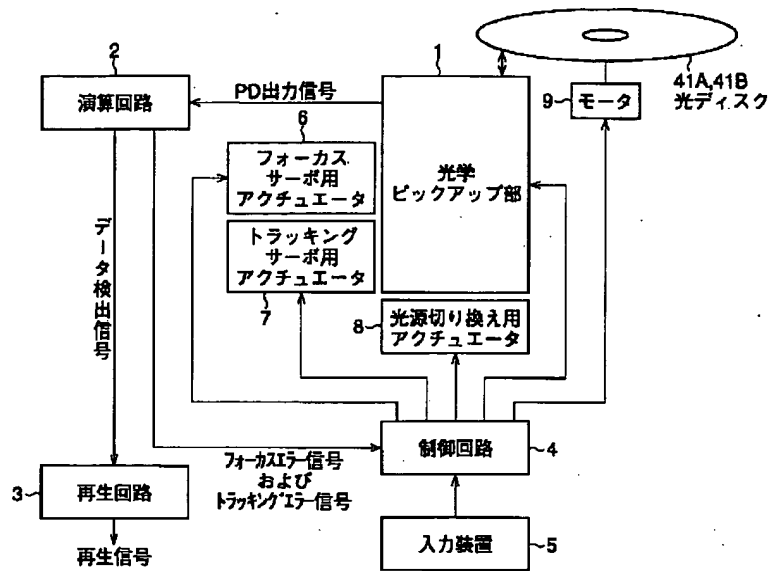 1
2
演算回路
PD出力信号
41A,41B
光ディスク
9
モータ
6
フォーカス
サーボ用
アクチュエータ
光学
ピックアップ部
トラッキング
サーボ用
アクチュエータ
7
データ検出信号
8
光源切り換え用
アクチュエータ
制御回路
4
フォーカスエラー信号
および
トラッキングエラー信号
3
再生回路
再生信号
入力装置
5